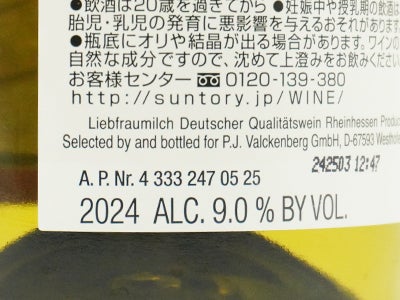 ●飲酒は20歳を過ぎてから ●妊娠中や授乳期の飲酒は
胎児・乳児の発育に悪影響を与えるおそれがあります。
●瓶底にオリや結晶が出る場合があります。ワインの
自然な成分ですので、沈めて上澄みをお飲みください
お客様センター 0120-139-380
http://suntory.jp/WINE/
Liebfraumilch Deutscher Qualitätswein Rheinhessen Produc
Selected by and bottled for P.J. Valckenberg GmbH, D-67593 Westhofe
242503 12:47
A. P. Nr. 4 333 247 05 25
2024 ALC. 9.0 % BY VOL.